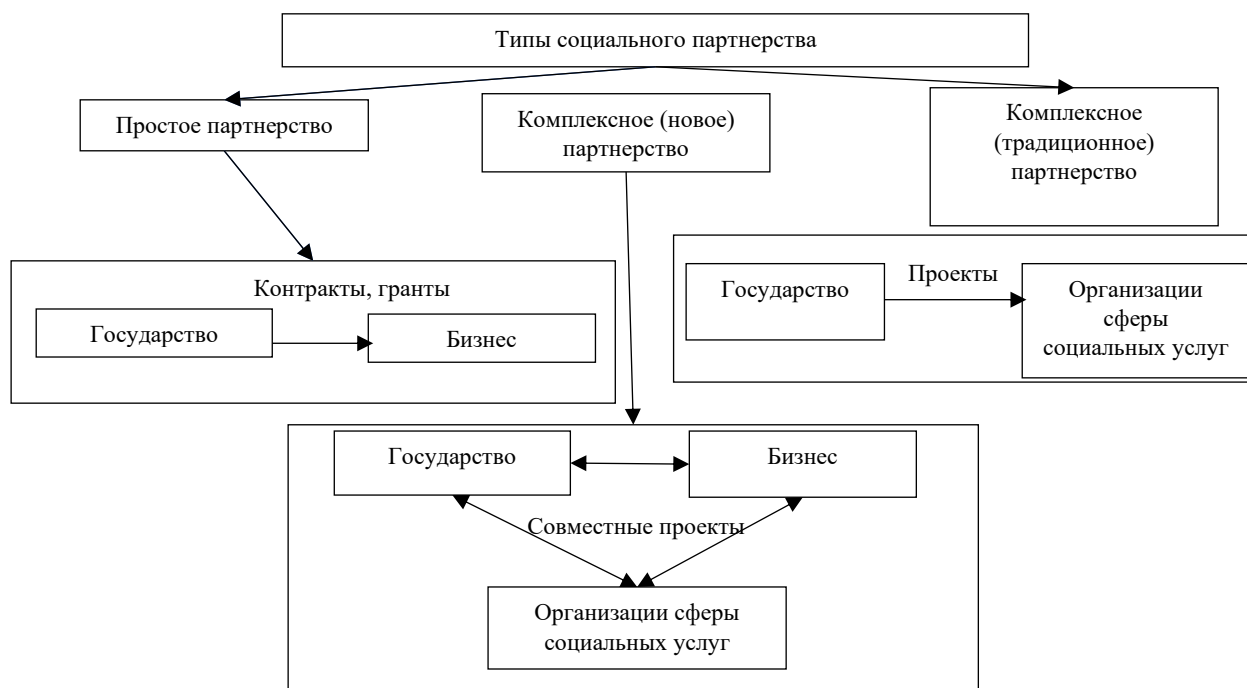 Типы социального партнерства
Простое партнерство
Комплексное (новое)
партнерство
Комплексное
(традиционное)
партнерство
Контракты, гранты
Государство
Бизнес
Государство
Проекты
Организации
сферы
социальных услуг
Государство
Бизнес
Совместные проекты
Организации сферы
социальных услуг